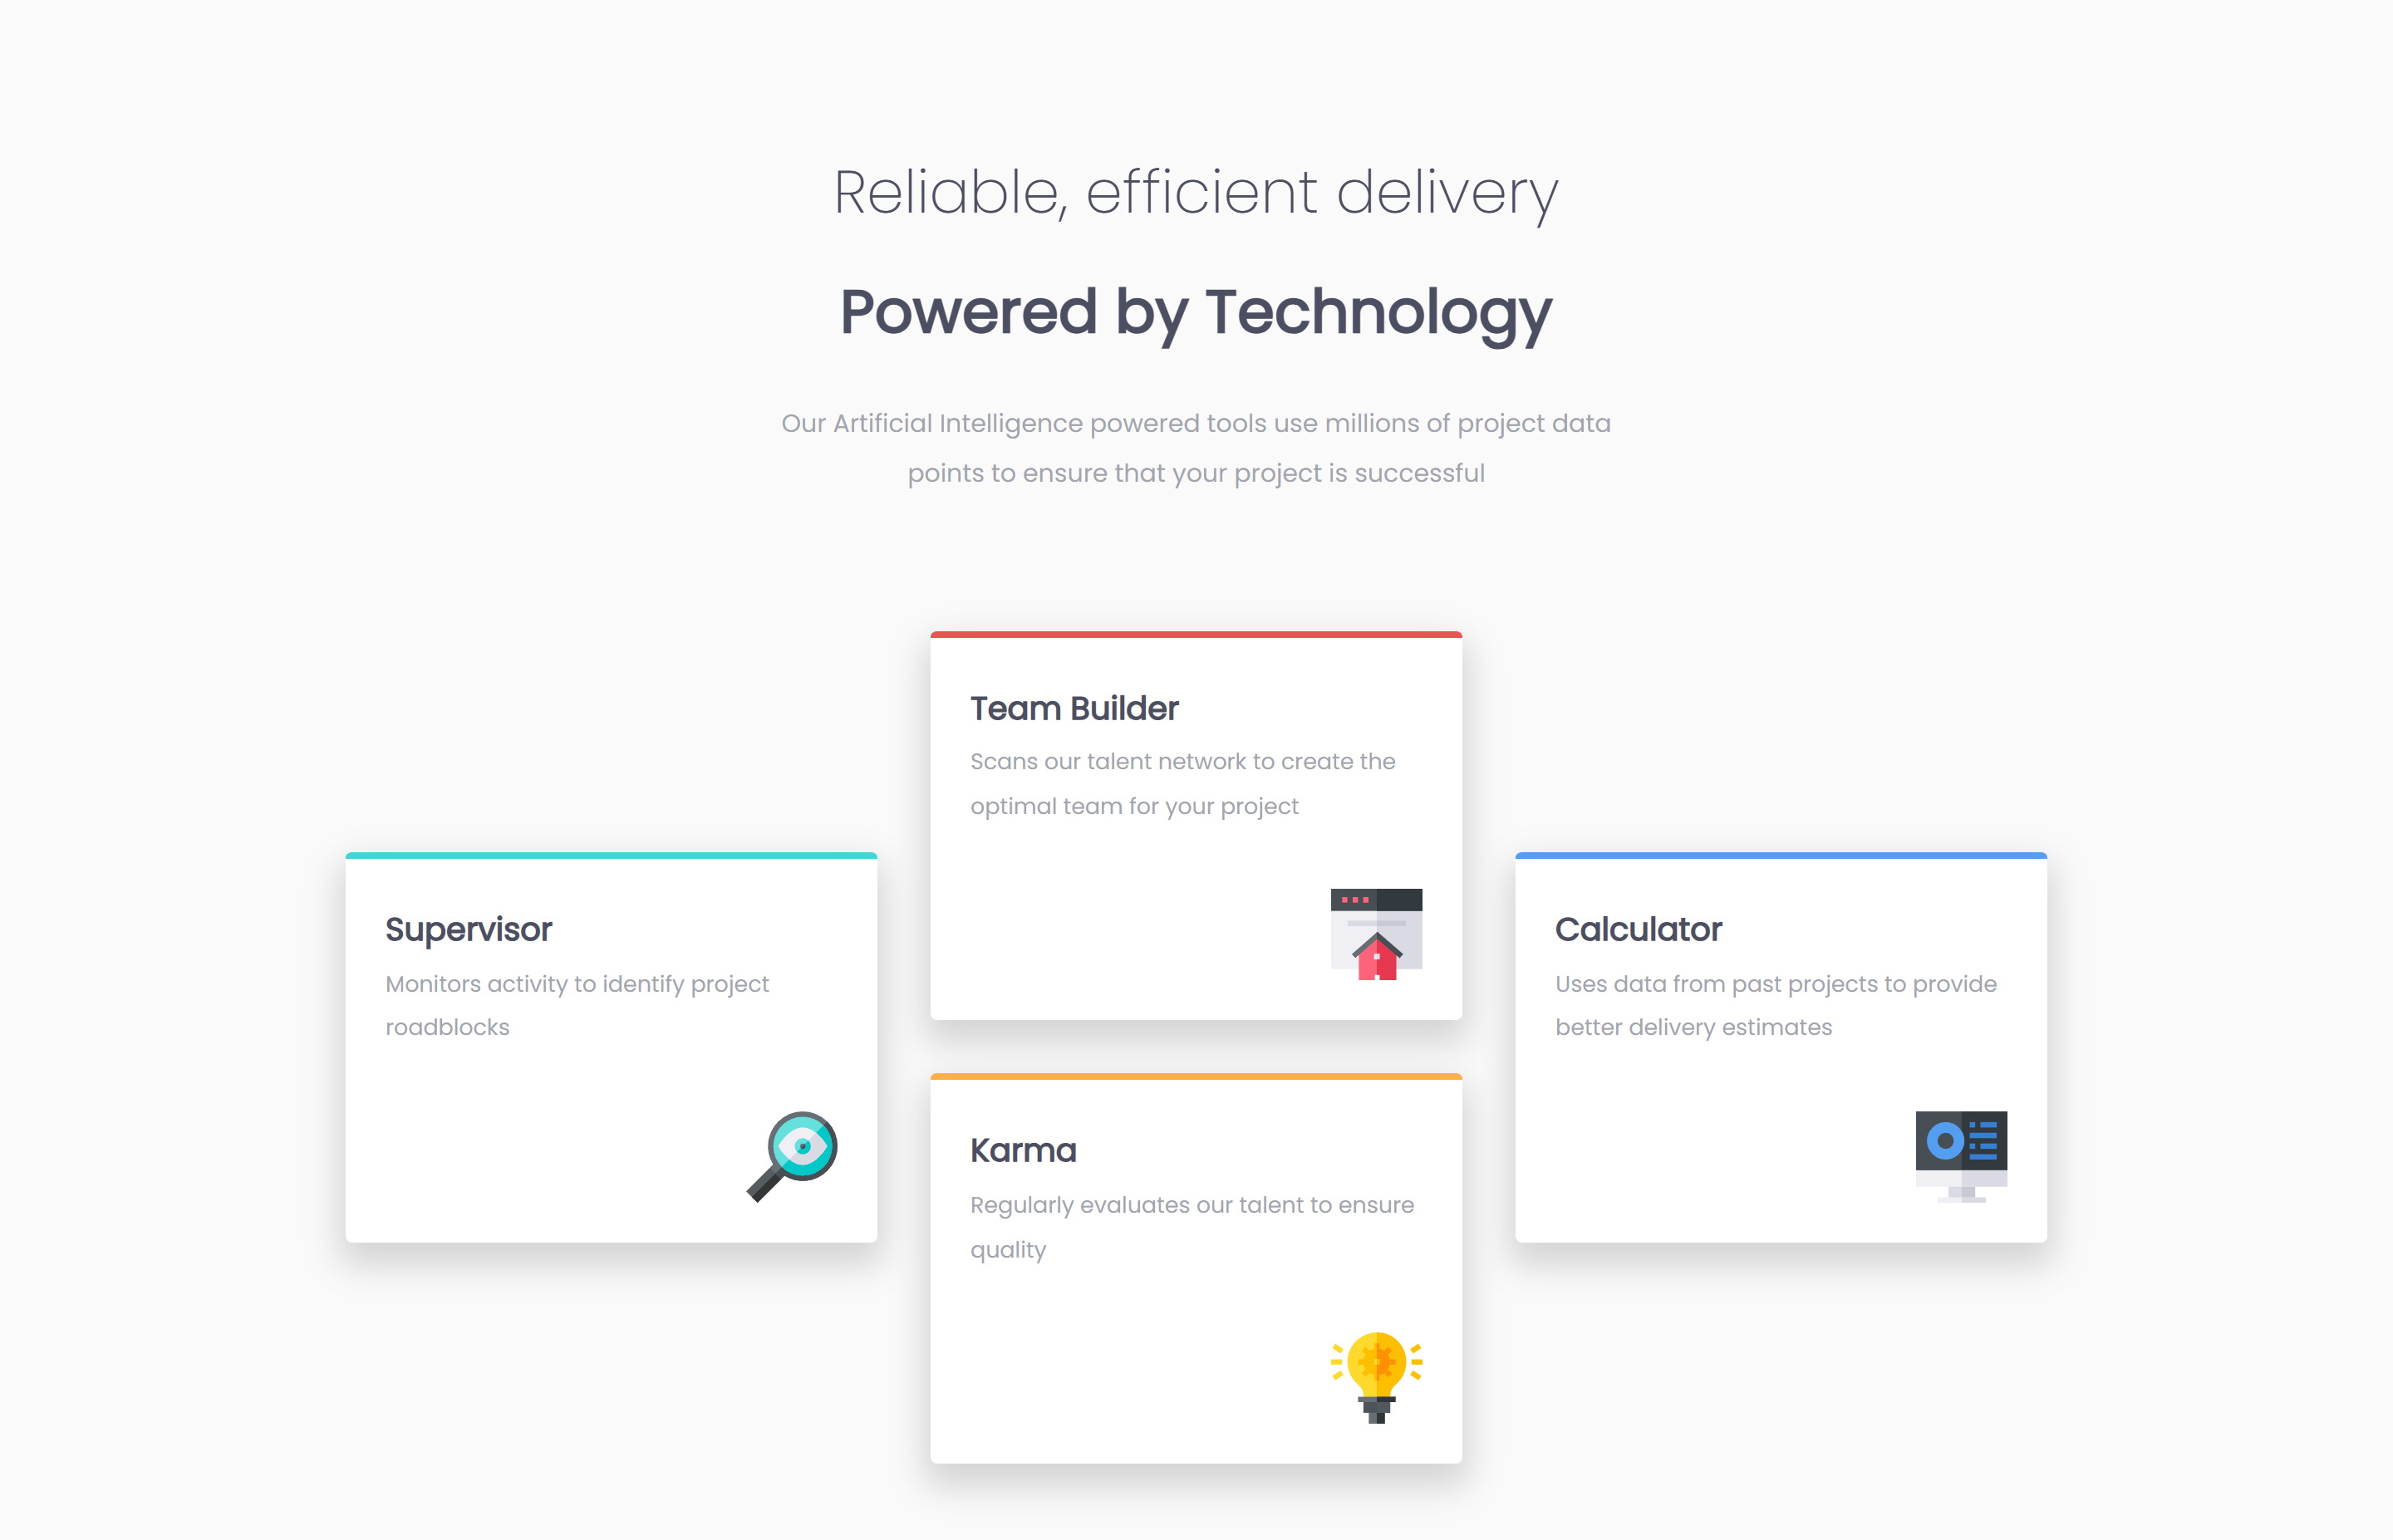 Reliable, efficient delivery
Powered by Technology
Our Artificial Intelligence powered tools use millions of project data
points to ensure that your project is successful
Team Builder
Scans our talent network to create the
optimal team for your project
Supervisor
Monitors activity to identify project
roadblocks
Calculator
Uses data from past projects to provide
better delivery estimates
Karma
Regularly evaluates our talent to ensure
quality